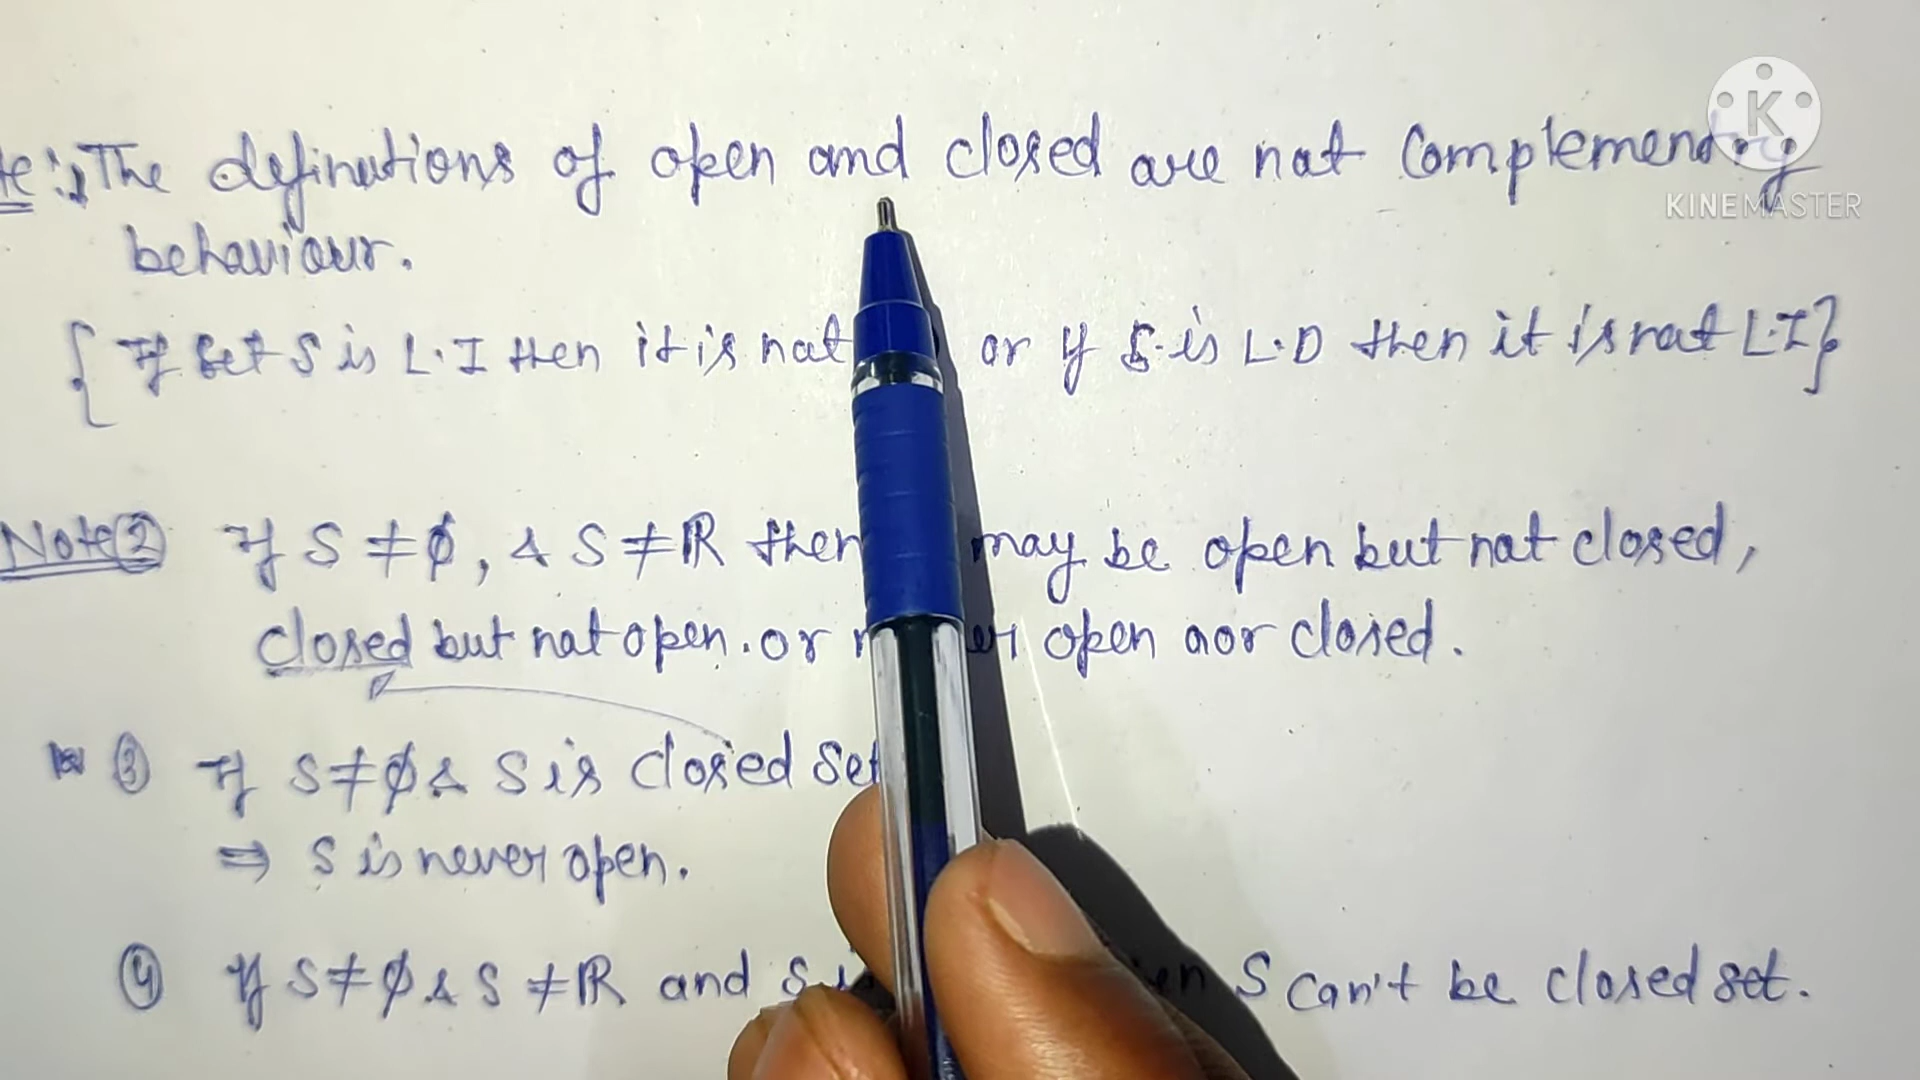 The definitions of open and closed are not complementry
behaviour.
{ If Set S is L.I then it is not or if S is L.D then it is not L.I }
Note② If S ≠ ϕ, & S ≠ ℝ then may be open but not closed,
closed but not open. or open nor closed.
③ If S ≠ ϕ & S is closed set
⇒ S is never open.
④ If S ≠ ϕ & S ≠ ℝ and S S can't be closed set.
K
KINEMASTER